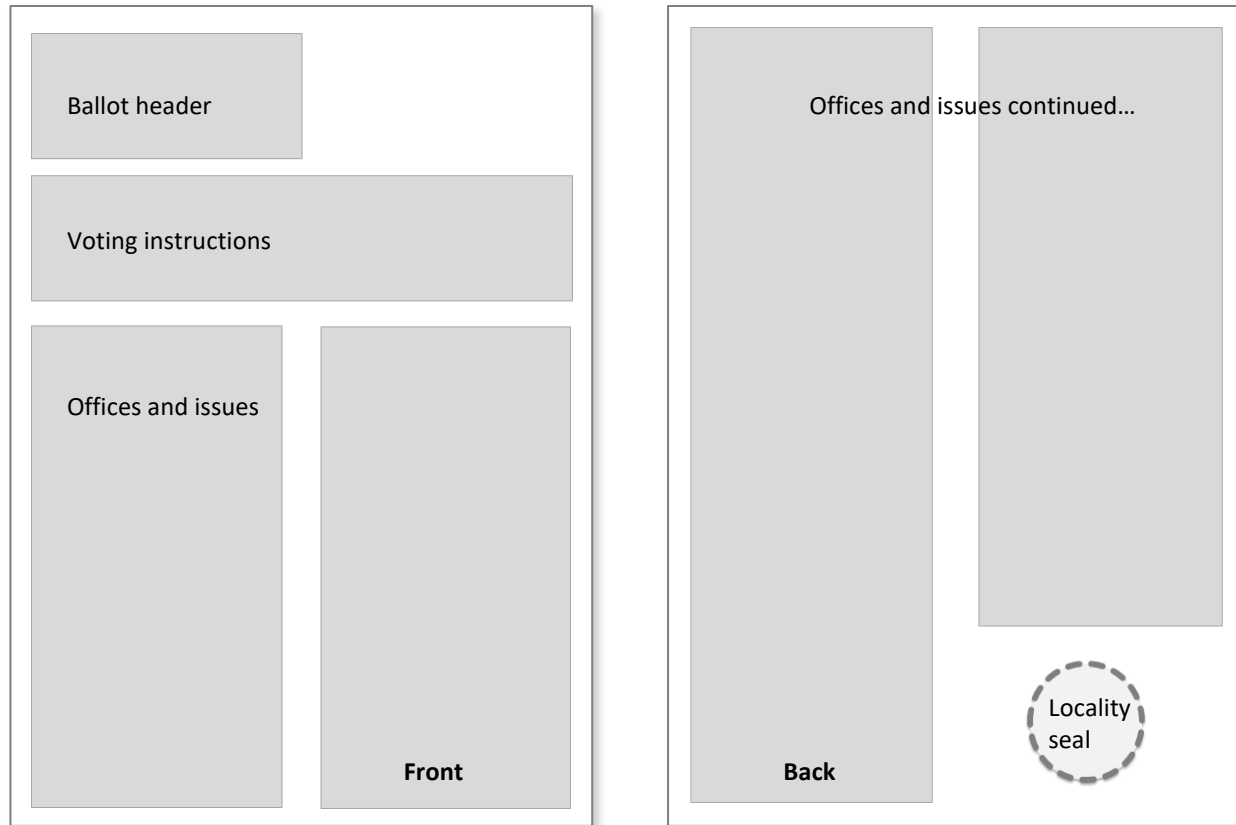 Ballot header
Voting instructions
Offices and issues
Front
Offices and issues continued…
Locality
seal
Back